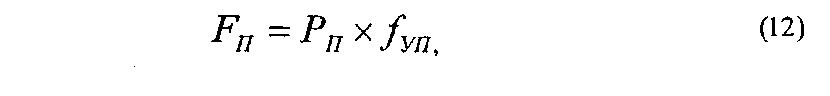 F_П = P_П × f_УП, (12)